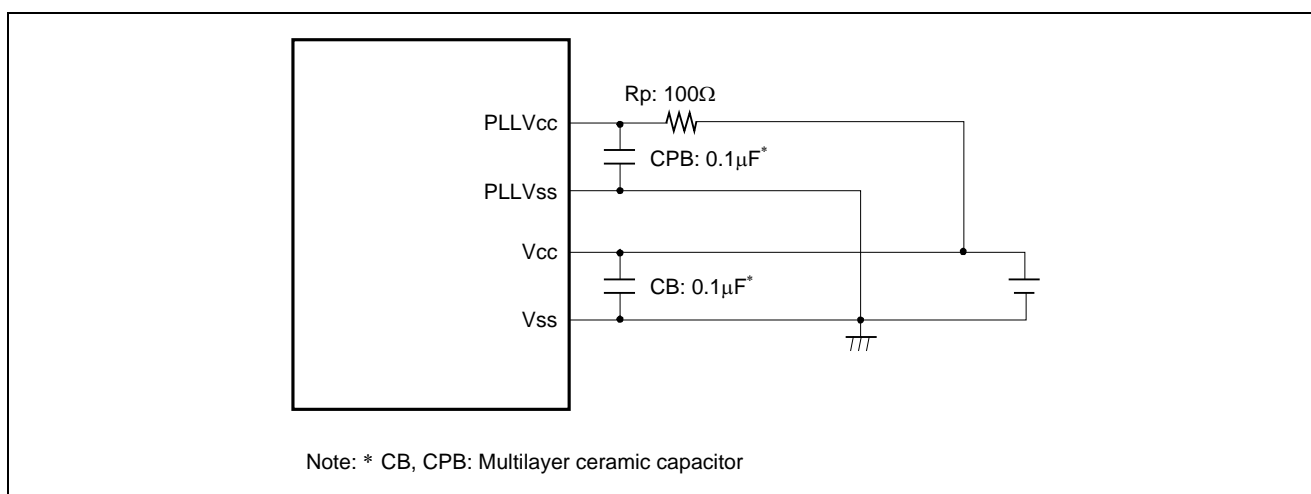 Rp: 100Ω
PLLVcc
CPB: 0.1μF*
PLLVss
Vcc
CB: 0.1μF*
Vss
Note: * CB, CPB: Multilayer ceramic capacitor